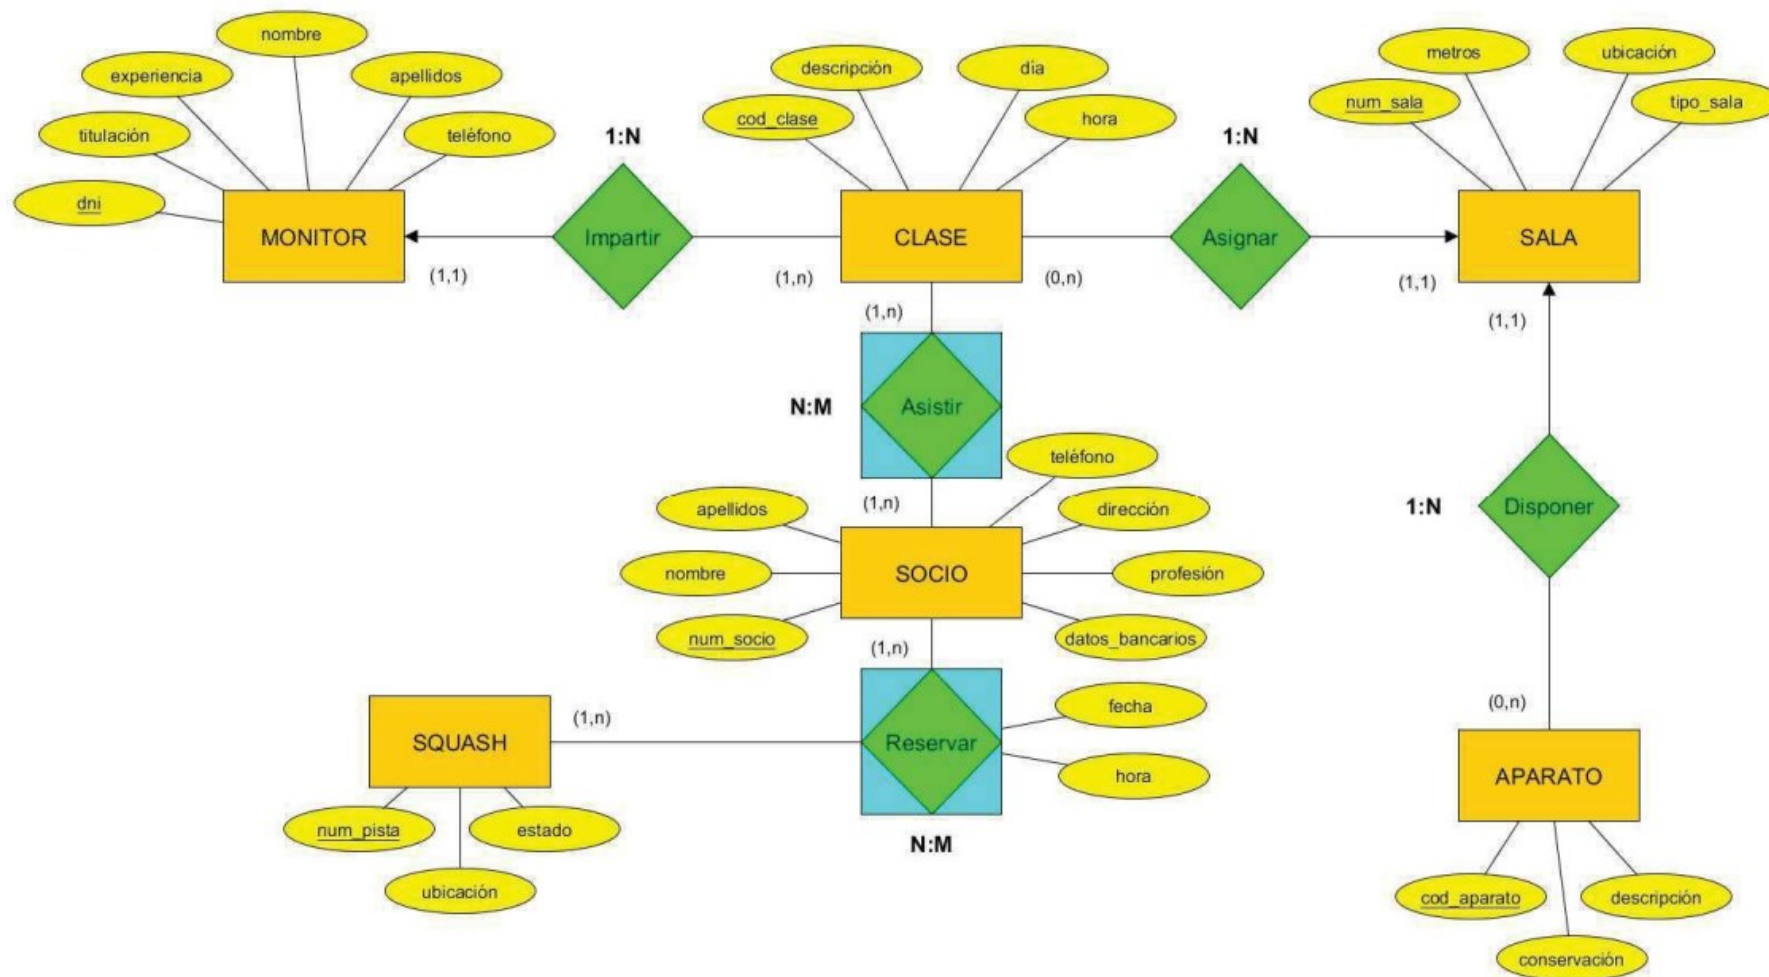 nombre
experiencia
apellidos
titulación
teléfono
dni
MONITOR
(1,1)
1:N
Impartir
descripción
día
cod_clase
hora
CLASE
(1,n)
(0,n)
1:N
Asignar
metros
ubicación
num_sala
tipo_sala
SALA
(1,1)
(1,1)
(1,n)
N:M
Asistir
(1,n)
teléfono
apellidos
dirección
nombre
SOCIO
profesión
num_socio
datos_bancarios
(1,n)
1:N
Disponer
(0,n)
APARATO
cod_aparato
descripción
conservación
SQUASH
(1,n)
Reservar
fecha
hora
N:M
num_pista
estado
ubicación